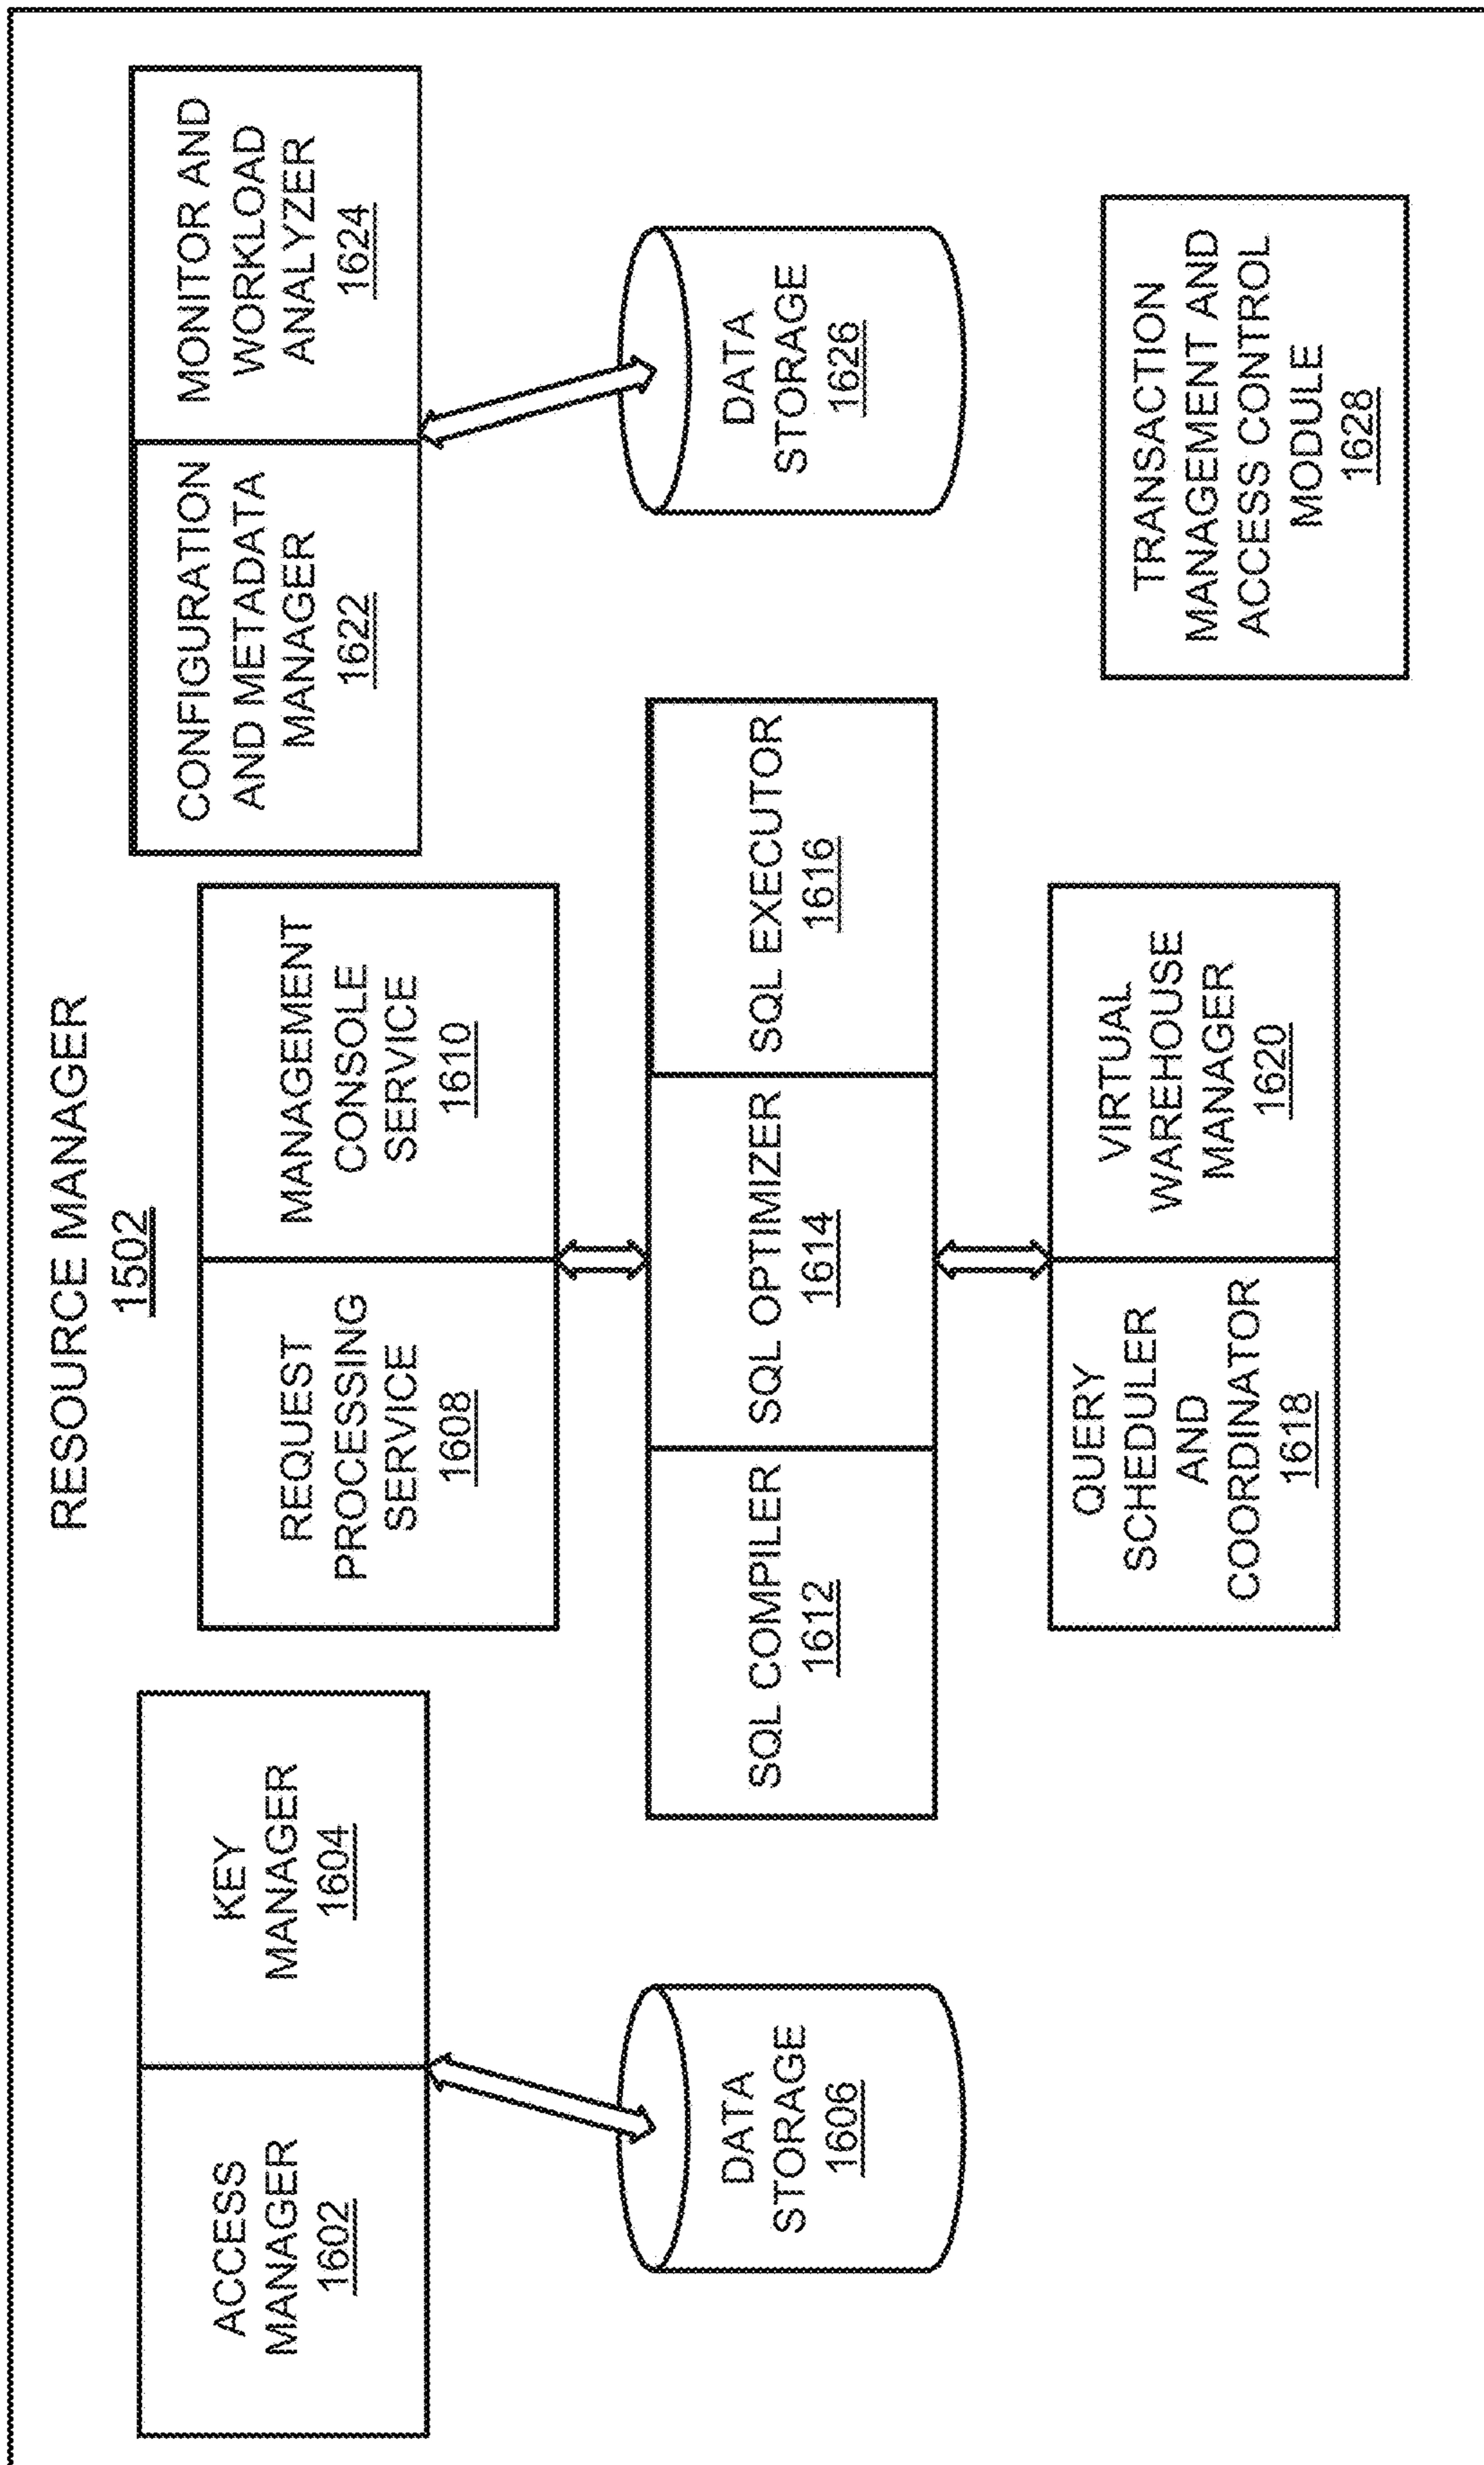 RESOURCE MANAGER
1502
ACCESS
MANAGER
1602
KEY
MANAGER
1604
DATA
STORAGE
1606
REQUEST
PROCESSING
SERVICE
1608
MANAGEMENT
CONSOLE
SERVICE
1610
SQL COMPILER
1612
SQL OPTIMIZER
1614
SQL EXECUTOR
1616
QUERY
SCHEDULER
AND
COORDINATOR
1618
VIRTUAL
WAREHOUSE
MANAGER
1620
CONFIGURATION
AND METADATA
MANAGER
1622
MONITOR AND
WORKLOAD
ANALYZER
1624
DATA
STORAGE
1626
TRANSACTION
MANAGEMENT AND
ACCESS CONTROL
MODULE
1628